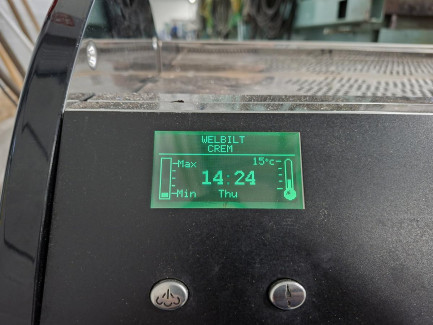 WELBILT
CREM
Max 15°C
14:24
Min Thu